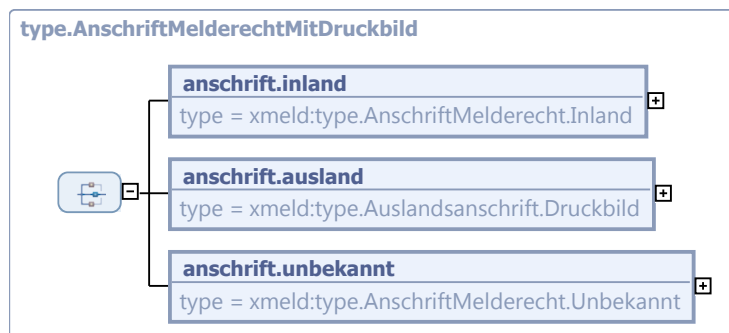 type.AnschriftMelderechtMitDruckbild
anschrift.inland
type = xmeld:type.AnschriftMelderecht.Inland
anschrift.ausland
type = xmeld:type.Auslandsanschrift.Druckbild
anschrift.unbekannt
type = xmeld:type.AnschriftMelderecht.Unbekannt